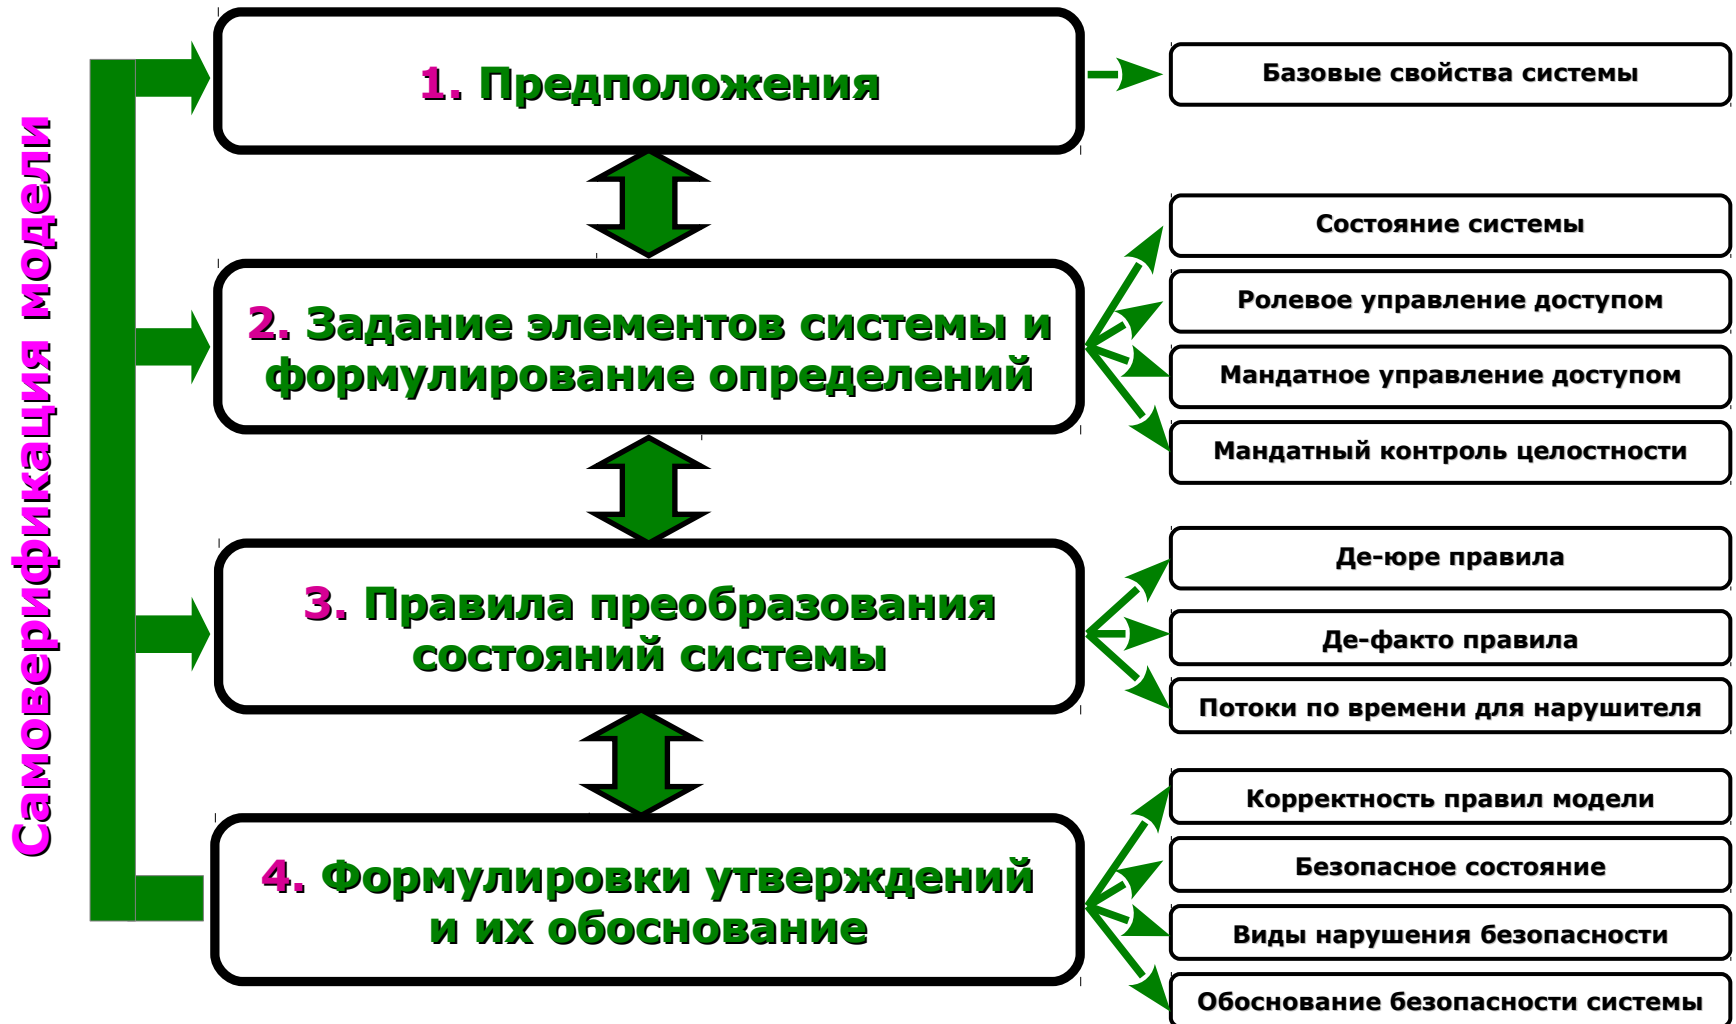 Самоверификация модели
1. Предположения
Базовые свойства системы
2. Задание элементов системы и
формулирование определений
Состояние системы
Ролевое управление доступом
Мандатное управление доступом
Мандатный контроль целостности
3. Правила преобразования
состояний системы
Де-юре правила
Де-факто правила
Потоки по времени для нарушителя
4. Формулировки утверждений
и их обоснование
Корректность правил модели
Безопасное состояние
Виды нарушения безопасности
Обоснование безопасности системы